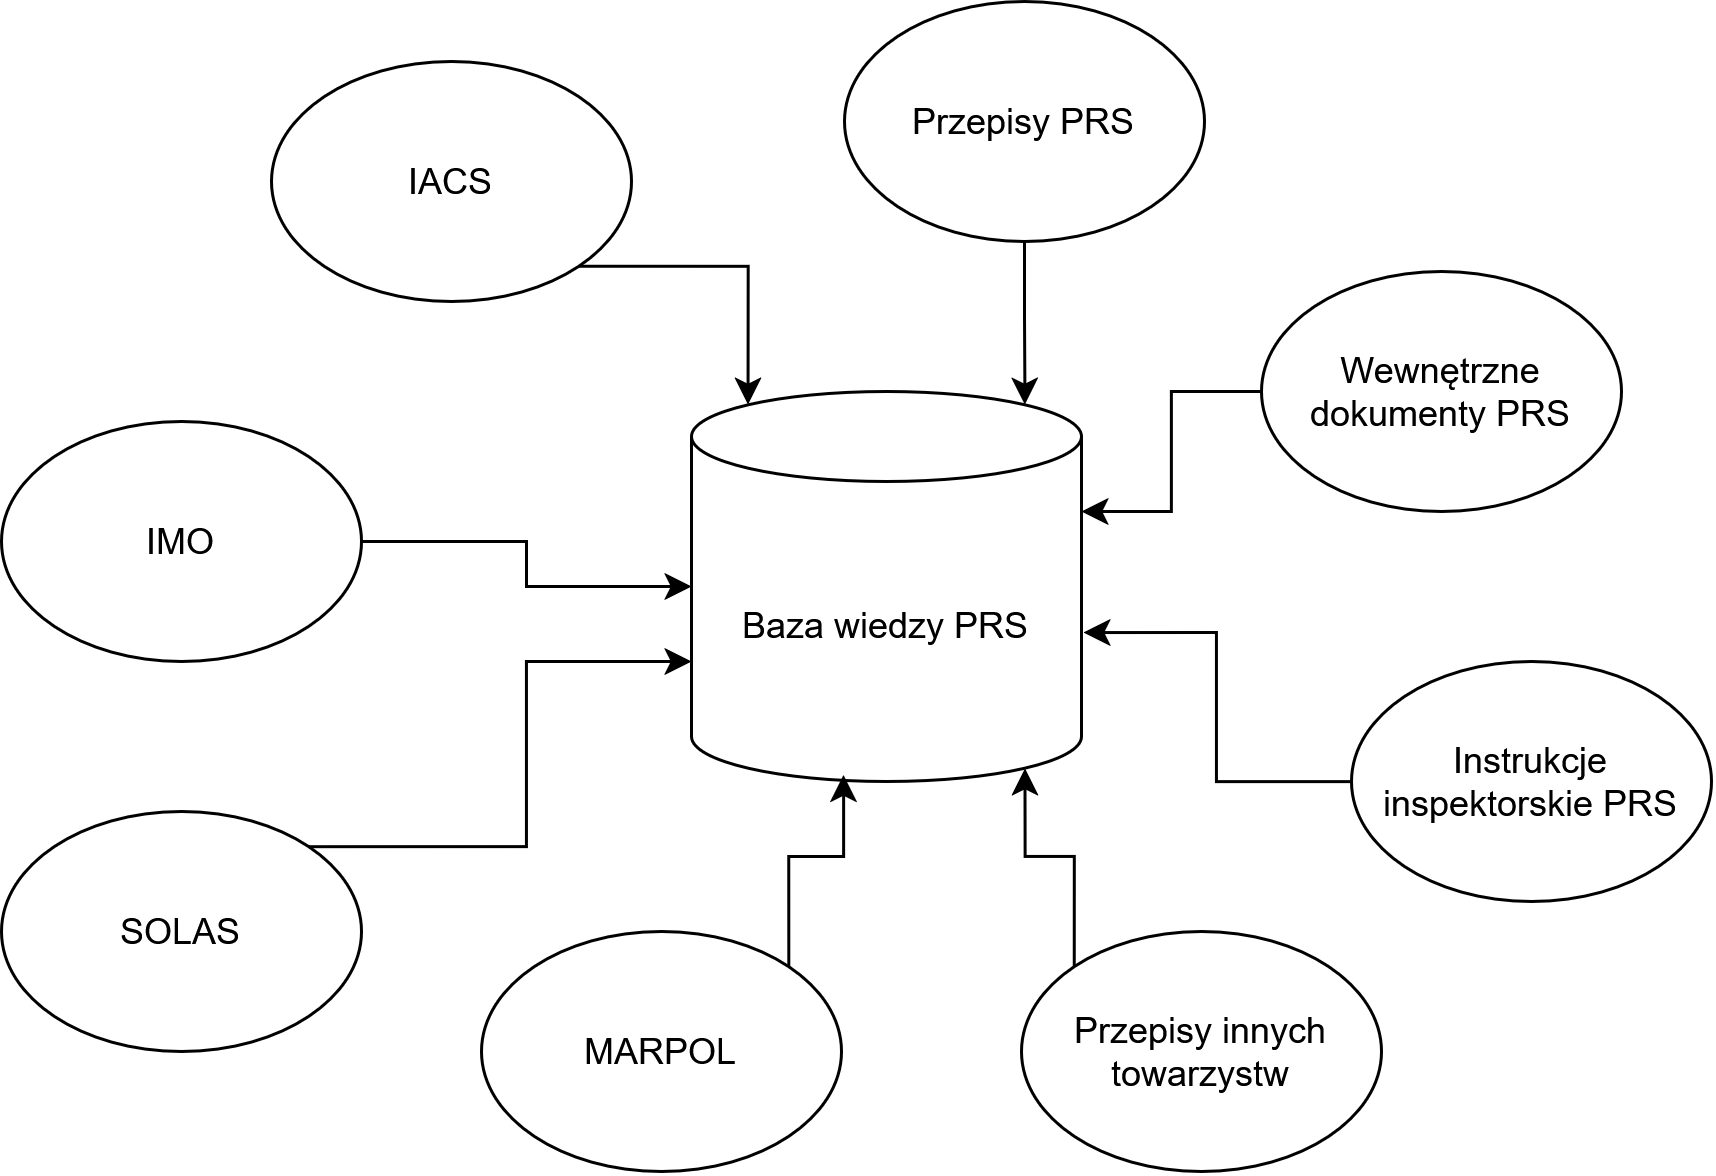 Przepisy PRS
IACS
Wewnętrzne
dokumenty PRS
IMO
Baza wiedzy PRS
Instrukcje
inspektorskie PRS
SOLAS
MARPOL
Przepisy innych
towarzystw